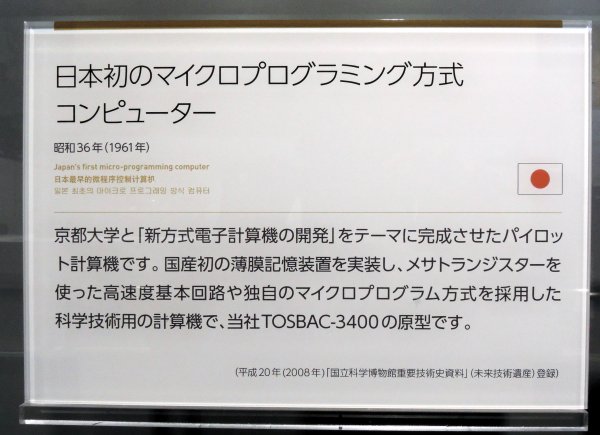 日本初のマイクロプログラミング方式
コンピューター
昭和36年(1961年)
Japan's first micro-programming computer
日本最早的微程序控制计算机
일본 최초의 마이크로 프로그래밍 방식 컴퓨터
京都大学と「新方式電子計算機の開発」をテーマに完成させたパイロッ
ト計算機です。国産初の薄膜記憶装置を実装し、メサトランジスターを
使った高速度基本回路や独自のマイクロプログラム方式を採用した
科学技術用の計算機で、当社TOSBAC-3400の原型です。
(平成20年(2008年)「国立科学博物館重要技術史資料」(未来技術遺産)登録)